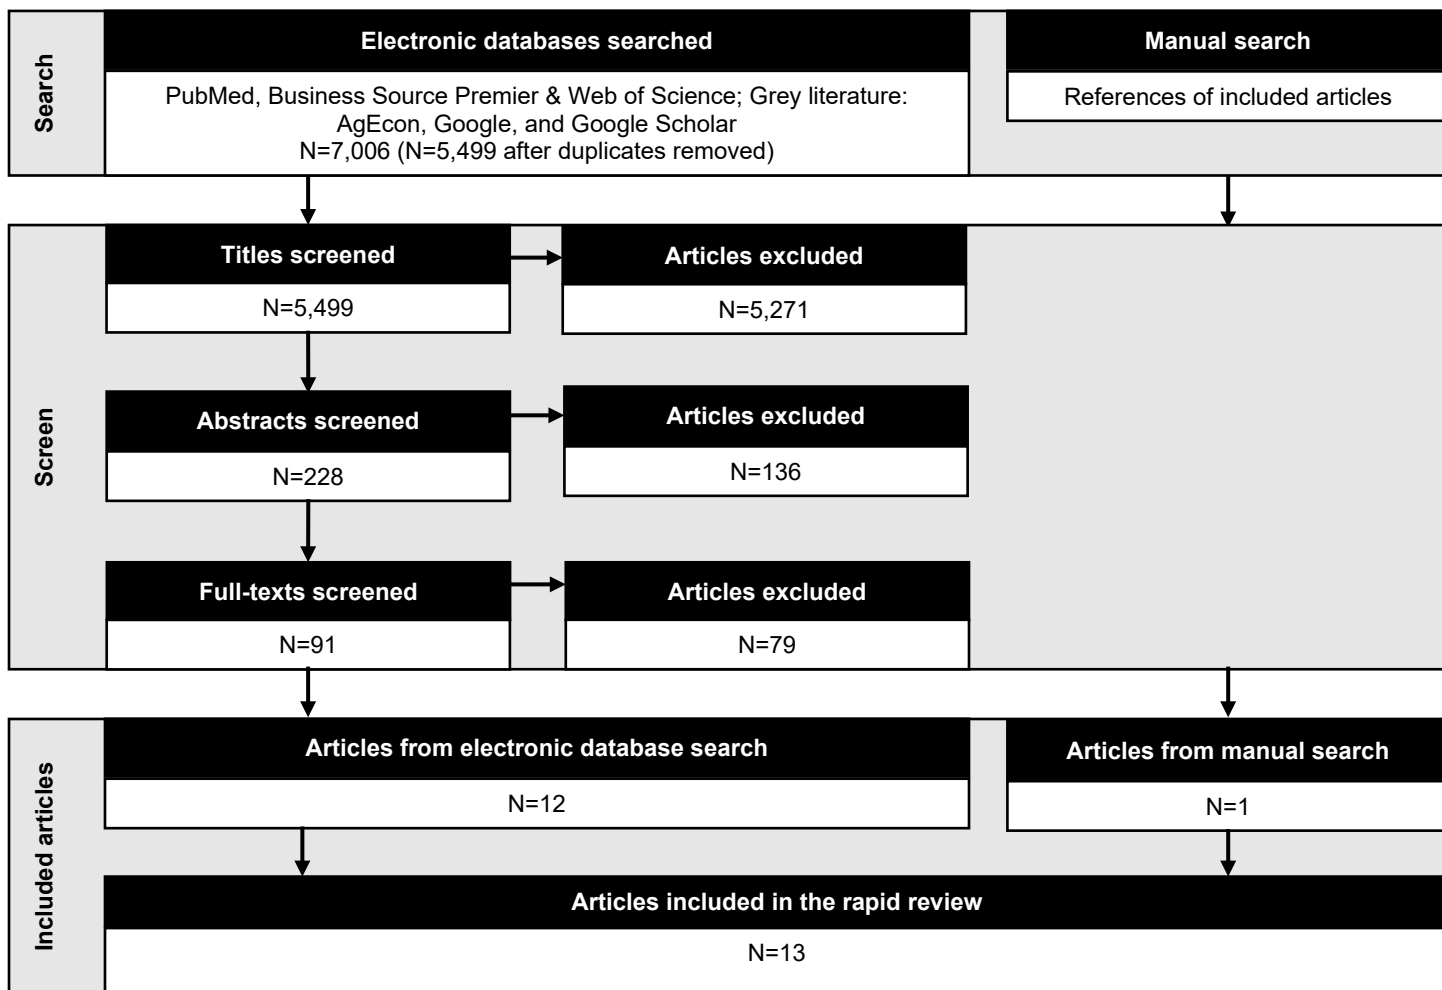 Search
Electronic databases searched
PubMed, Business Source Premier & Web of Science; Grey literature:
AgEcon, Google, and Google Scholar
N=7,006 (N=5,499 after duplicates removed)
Manual search
References of included articles
Screen
Titles screened
N=5,499
Articles excluded
N=5,271
Abstracts screened
N=228
Articles excluded
N=136
Full-texts screened
N=91
Articles excluded
N=79
Included articles
Articles from electronic database search
N=12
Articles from manual search
N=1
Articles included in the rapid review
N=13